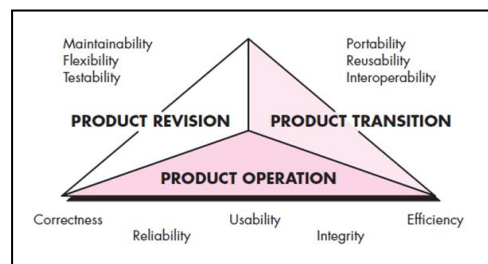 Maintainability
Flexibility
Testability
Portability
Reusability
Interoperability
PRODUCT REVISION
PRODUCT TRANSITION
PRODUCT OPERATION
Correctness
Usability
Efficiency
Reliability
Integrity